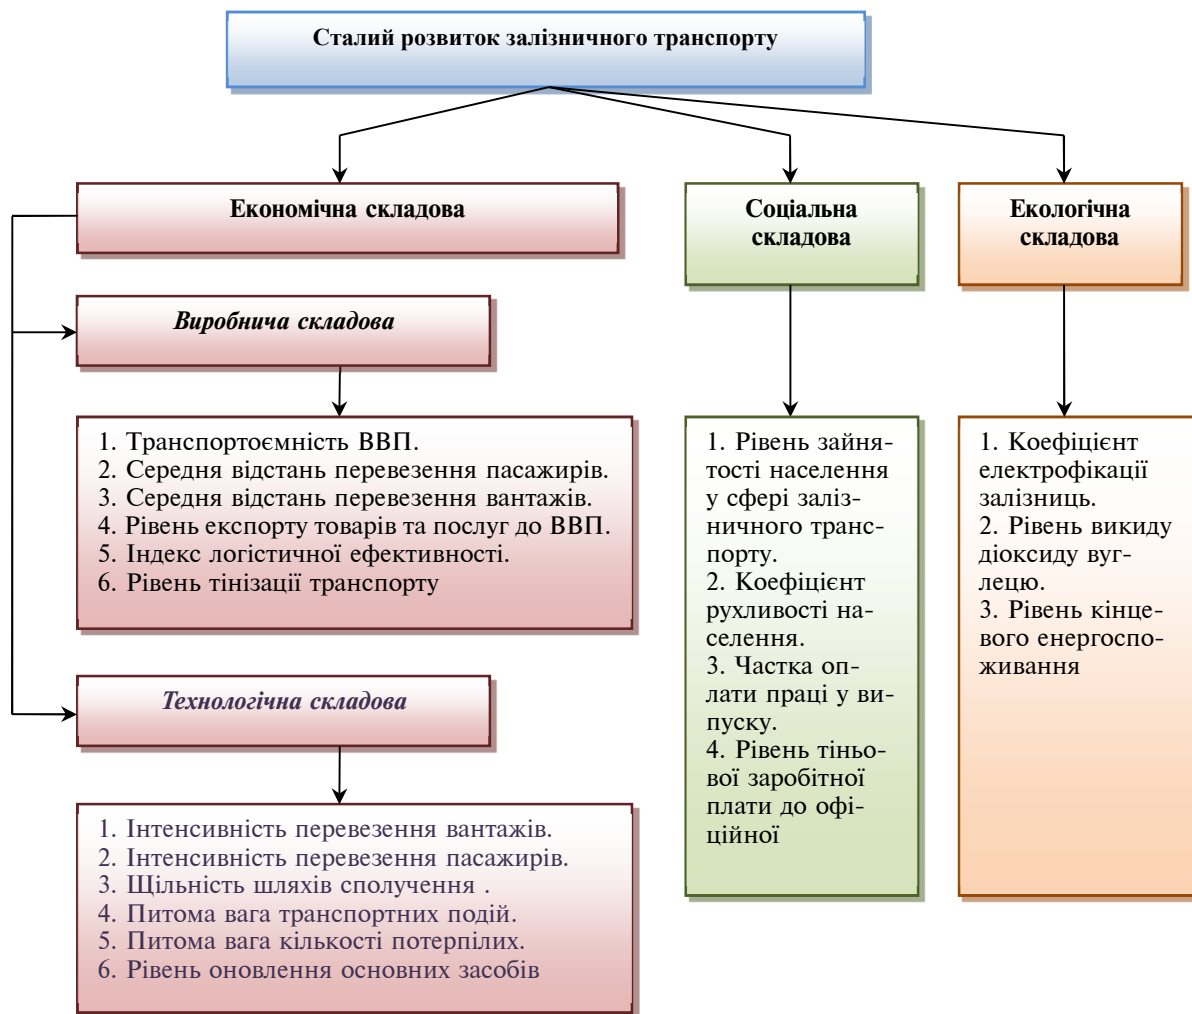 Сталий розвиток залізничного транспорту
Економічна складова
Соціальна
складова
Екологічна
складова
Виробнича складова
1. Транспортоємність ВВП.
2. Середня відстань перевезення пасажирів.
3. Середня відстань перевезення вантажів.
4. Рівень експорту товарів та послуг до ВВП.
5. Індекс логістичної ефективності.
6. Рівень тінізації транспорту
Технологічна складова
1. Інтенсивність перевезення вантажів.
2. Інтенсивність перевезення пасажирів.
3. Щільність шляхів сполучення .
4. Питома вага транспортних подій.
5. Питома вага кількості потерпілих.
6. Рівень оновлення основних засобів
1. Рівень зайня-
тості населення
у сфері заліз-
ничного транс-
порту.
2. Коефіцієнт
рухливості на-
селення.
3. Частка оп-
лати праці у ви-
пуску.
4. Рівень тіньо-
вої заробітної
плати до офі-
ційної
1. Коефіцієнт
електрофікації
залізниць.
2. Рівень викиду
діоксиду вуг-
лецю.
3. Рівень кінце-
вого енергоспо-
живання